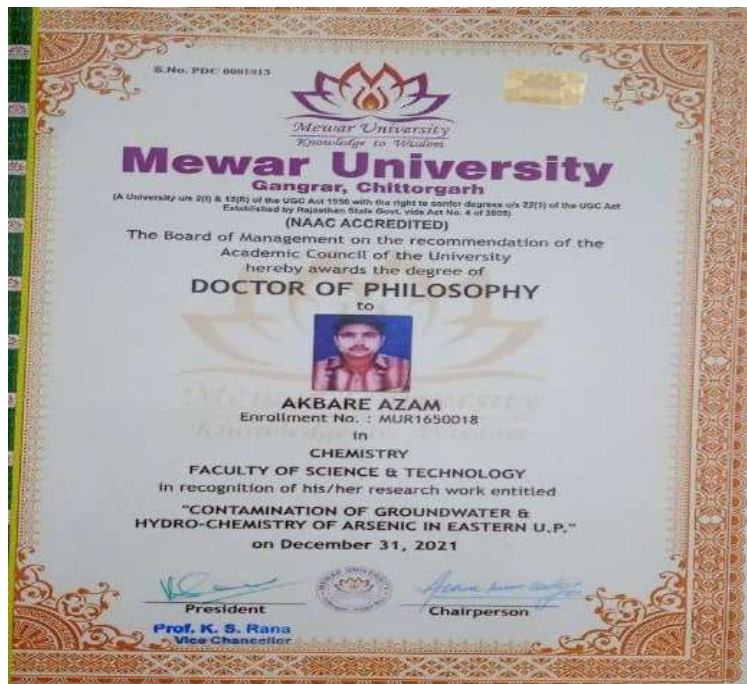 S.No. PDC 0001015
Mewar University
Knowledge to Wisdom
Mewar University
Gangrar, Chittorgarh
(A University u/s 2(f) & 12(B) of the UGC Act 1956 with the right to confer degrees u/s 22(1) of the UGC Act
Established by Rajasthan State Govt. vide Act No. 4 of 2009)
(NAAC ACCREDITED)
The Board of Management on the recommendation of the
Academic Council of the University
hereby awards the degree of
DOCTOR OF PHILOSOPHY
to
AKBARE AZAM
Enrollment No. : MUR1650018
in
CHEMISTRY
FACULTY OF SCIENCE & TECHNOLOGY
in recognition of his/her research work entitled
"CONTAMINATION OF GROUNDWATER &
HYDRO-CHEMISTRY OF ARSENIC IN EASTERN U.P."
on December 31, 2021
President
Chairperson
Prof. K. S. Rana
Vice Chancellor